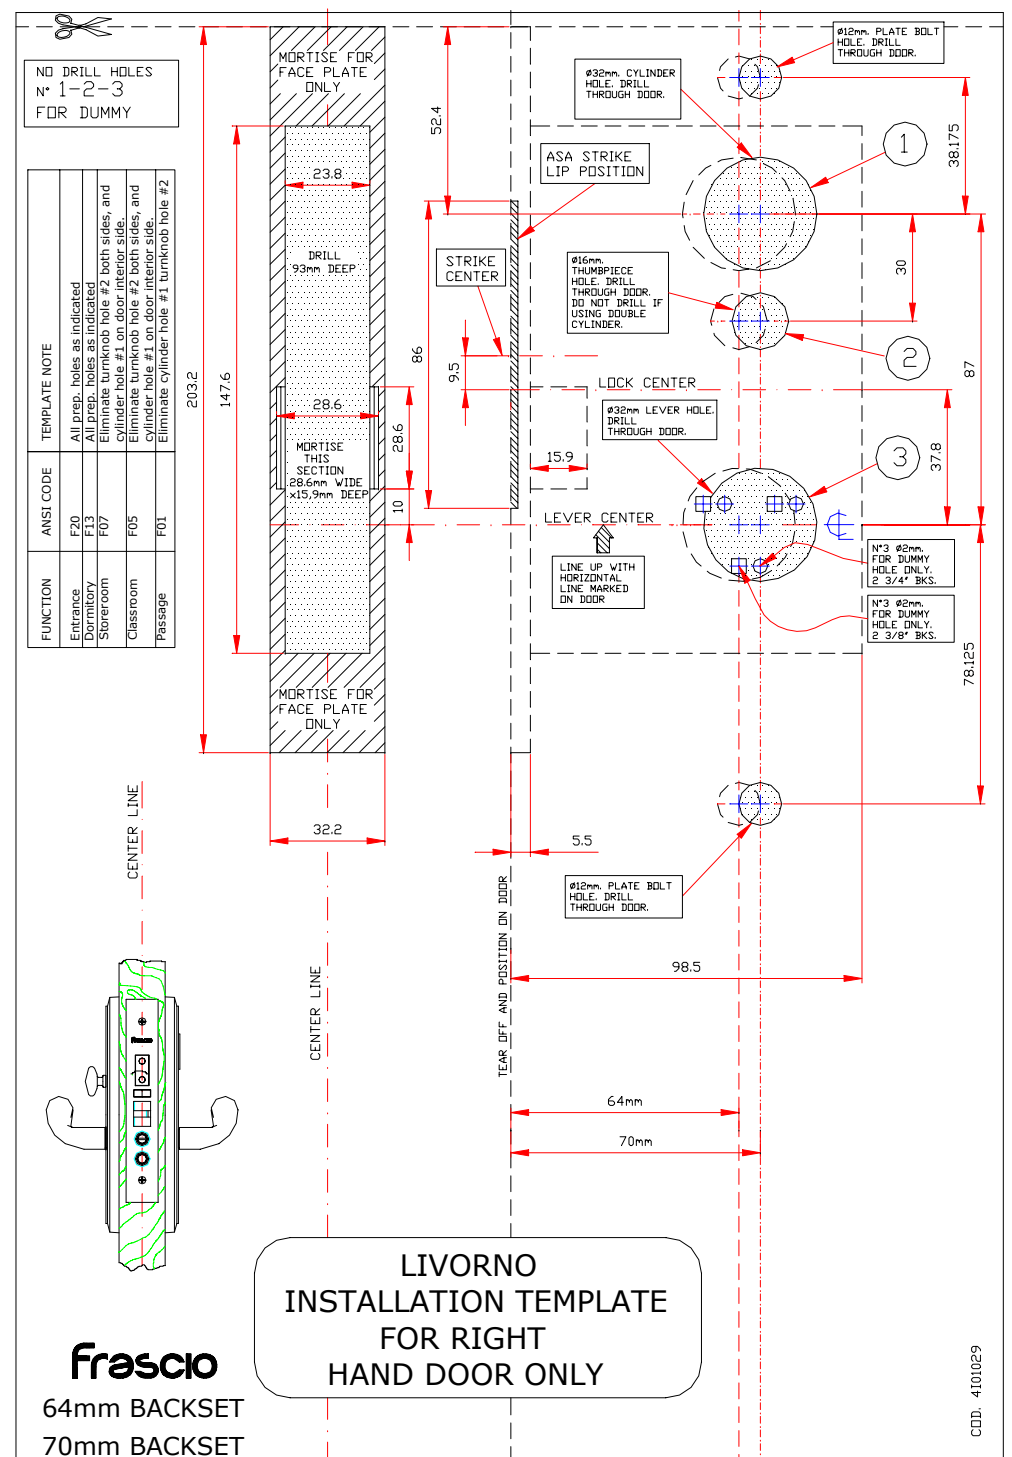 NO DRILL HOLES
N° 1-2-3
FOR DUMMY
FUNCTION ANSI CODE TEMPLATE NOTE
Entrance F20 All prep. holes as indicated
Dormitory F13 All prep. holes as indicated
Storeroom F07 Eliminate turnknob hole #2 both sides, and
cylinder hole #1 on door interior side.
Classroom F05 Eliminate turnknob hole #2 both sides, and
cylinder hole #1 on door interior side.
Passage F01 Eliminate cylinder hole #1 turnknob hole #2
203.2
147.6
MORTISE FOR
FACE PLATE
ONLY
23.8
DRILL
93mm DEEP
28.6
28.6
MORTISE
THIS
SECTION
28.6mm WIDE
x15,9mm DEEP
10
MORTISE FOR
FACE PLATE
ONLY
32.2
52.4
86
ASA STRIKE
LIP POSITION
STRIKE
CENTER
9.5
15.9
Ø12mm. PLATE BOLT
HOLE. DRILL
THROUGH DOOR.
Ø32mm. CYLINDER
HOLE. DRILL
THROUGH DOOR.
1
38.175
30
Ø16mm.
THUMBPIECE
HOLE. DRILL
THROUGH DOOR.
DO NOT DRILL IF
USING DOUBLE
CYLINDER.
2
87
LOCK CENTER
Ø32mm LEVER HOLE.
DRILL
THROUGH DOOR.
3
37.8
LEVER CENTER
LINE UP WITH
HORIZONTAL
LINE MARKED
ON DOOR
N°3 Ø2mm.
FOR DUMMY
HOLE ONLY.
2 3/4" BKS.
N°3 Ø2mm.
FOR DUMMY
HOLE ONLY.
2 3/8" BKS.
78.125
5.5
Ø12mm. PLATE BOLT
HOLE. DRILL
THROUGH DOOR.
98.5
64mm
70mm
CENTER LINE
CENTER LINE
TEAR OFF AND POSITION ON DOOR
frascio
LIVORNO
INSTALLATION TEMPLATE
FOR RIGHT
HAND DOOR ONLY
frascio
64mm BACKSET
70mm BACKSET
COD. 4I01029